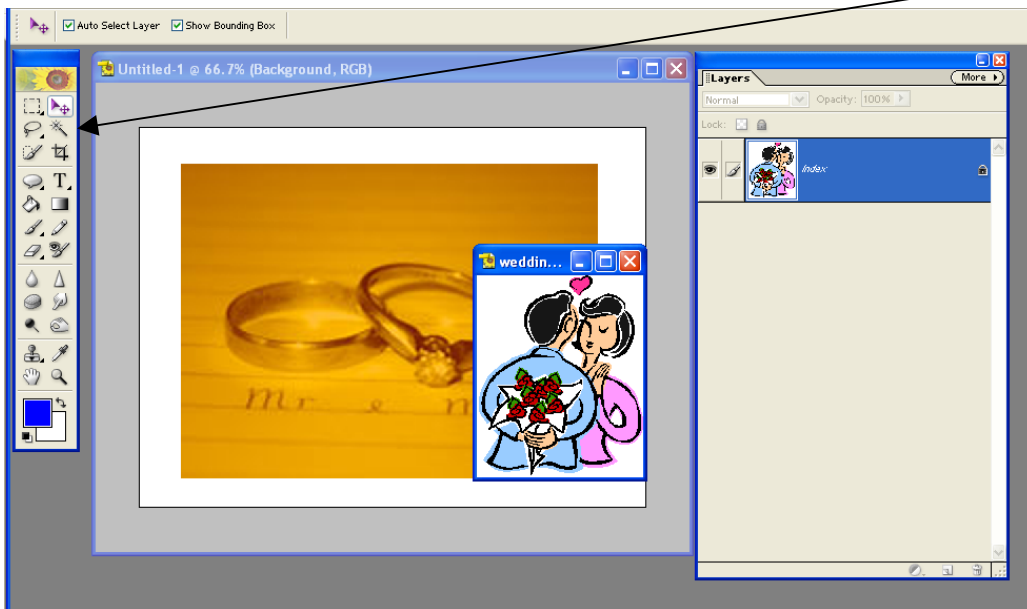 Auto Select Layer Show Bounding Box
Untitled-1 @ 66.7% (Background, RGB)
Layers
More
Normal
Opacity: 100%
Lock:
Index
T
weddin...
mr e m